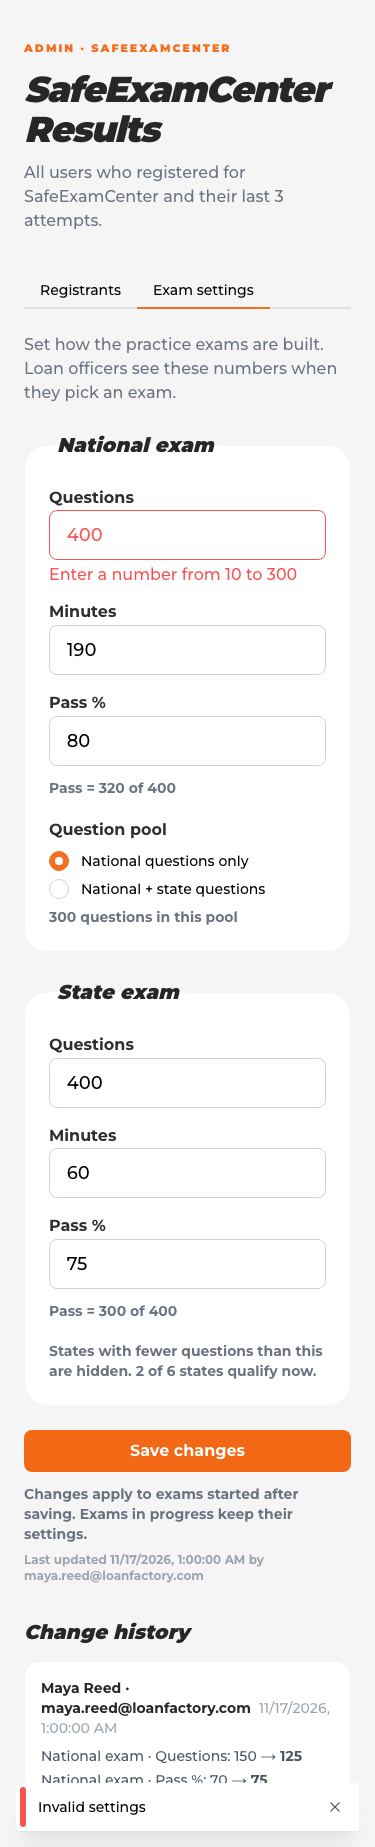 ADMIN · SAFEEXAMCENTER
SafeExamCenter
Results
All users who registered for
SafeExamCenter and their last 3
attempts.
Registrants
Exam settings
Set how the practice exams are built.
Loan officers see these numbers when
they pick an exam.
National exam
Questions
400
Enter a number from 10 to 300
Minutes
190
Pass %
80
Pass = 320 of 400
Question pool
National questions only
National + state questions
300 questions in this pool
State exam
Questions
400
Minutes
60
Pass %
75
Pass = 300 of 400
States with fewer questions than this
are hidden. 2 of 6 states qualify now.
Save changes
Changes apply to exams started after
saving. Exams in progress keep their
settings.
Last updated 11/17/2026, 1:00:00 AM by
maya.reed@loanfactory.com
Change history
Maya Reed ·
maya.reed@loanfactory.com 11/17/2026,
1:00:00 AM
National exam · Questions: 150 → 125
National exam · Pass %: 70 → 75
Invalid settings